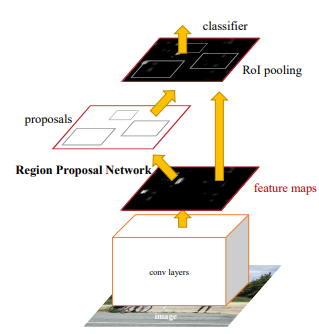 classifier
RoI pooling
proposals
Region Proposal Network
feature maps
conv layers
image